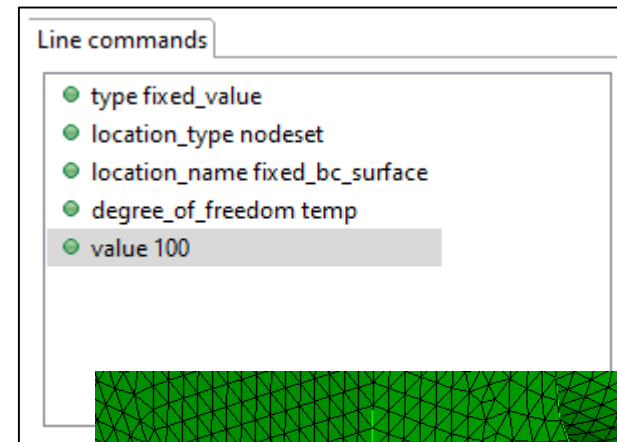 Line commands
type fixed_value
location_type nodeset
location_name fixed_bc_surface
degree_of_freedom temp
value 100